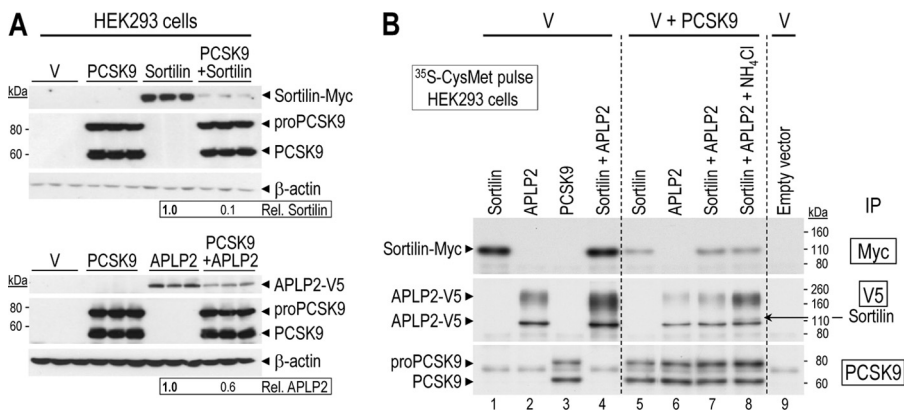 A
HEK293 cells
V
PCSK9
Sortilin
PCSK9
+Sortilin
kDa
Sortilin-Myc
80
proPCSK9
60
PCSK9
β-actin
1.0 0.1 Rel. Sortilin
V
PCSK9
APLP2
PCSK9
+APLP2
kDa
APLP2-V5
80
proPCSK9
60
PCSK9
β-actin
1.0 0.6 Rel. APLP2
B
V
V + PCSK9
V
³⁵S-CysMet pulse
HEK293 cells
Sortilin
APLP2
PCSK9
Sortilin + APLP2
Sortilin
APLP2
Sortilin + APLP2
Sortilin + APLP2 + NH₄Cl
Empty vector
kDa
IP
Sortilin-Myc
160
110
80
Myc
APLP2-V5
260
160
V5
APLP2-V5
110
80
Sortilin
proPCSK9
80
PCSK9
60
PCSK9
1 2 3 4 5 6 7 8 9